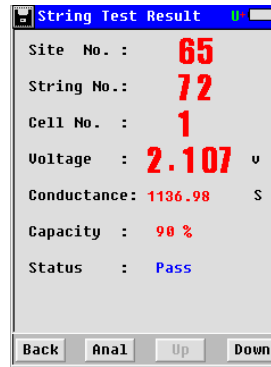 String Test Result U+
Site No. : 65
String No.: 72
Cell No. : 1
Voltage : 2.107 v
Conductance: 1136.98 S
Capacity : 90 %
Status : Pass
Back Anal Up Down